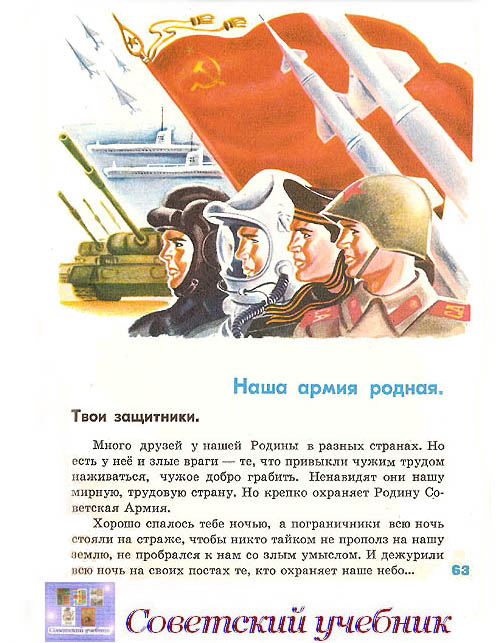 Наша армия родная.
Твои защитники.
Много друзей у нашей Родины в разных странах. Но
есть у неё и злые враги — те, что привыкли чужим трудом
наживаться, чужое добро грабить. Ненавидят они нашу
мирную, трудовую страну. Но крепко охраняет Родину Со-
ветская Армия.
Хорошо спалось тебе ночью, а пограничники всю ночь
стояли на страже, чтобы никто тайком не прополз на нашу
землю, не пробрался к нам со злым умыслом. И дежурили
всю ночь на своих постах те, кто охраняет наше небо...
63
Советский учебник
Советский учебник